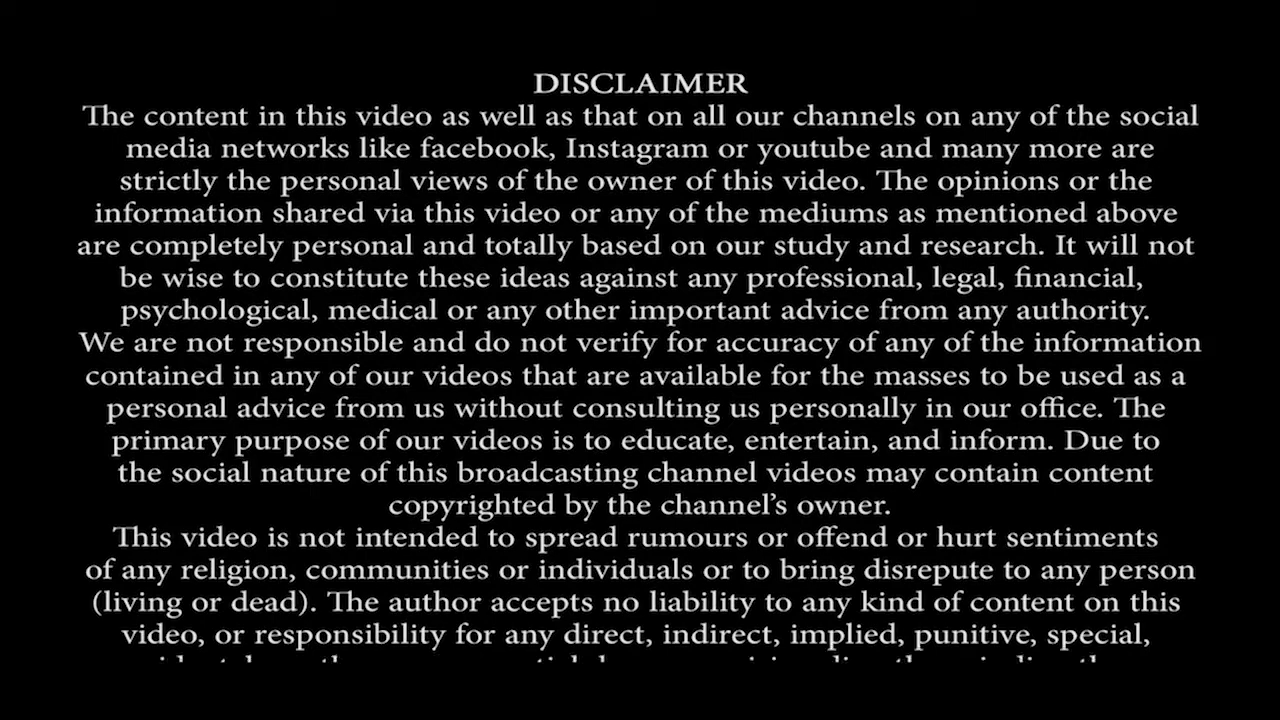 DISCLAIMER
The content in this video as well as that on all our channels on any of the social
media networks like facebook, Instagram or youtube and many more are
strictly the personal views of the owner of this video. The opinions or the
information shared via this video or any of the mediums as mentioned above
are completely personal and totally based on our study and research. It will not
be wise to constitute these ideas against any professional, legal, financial,
psychological, medical or any other important advice from any authority.
We are not responsible and do not verify for accuracy of any of the information
contained in any of our videos that are available for the masses to be used as a
personal advice from us without consulting us personally in our office. The
primary purpose of our videos is to educate, entertain, and inform. Due to
the social nature of this broadcasting channel videos may contain content
copyrighted by the channel's owner.
This video is not intended to spread rumours or offend or hurt sentiments
of any religion, communities or individuals or to bring disrepute to any person
(living or dead). The author accepts no liability to any kind of content on this
video, or responsibility for any direct, indirect, implied, punitive, special,